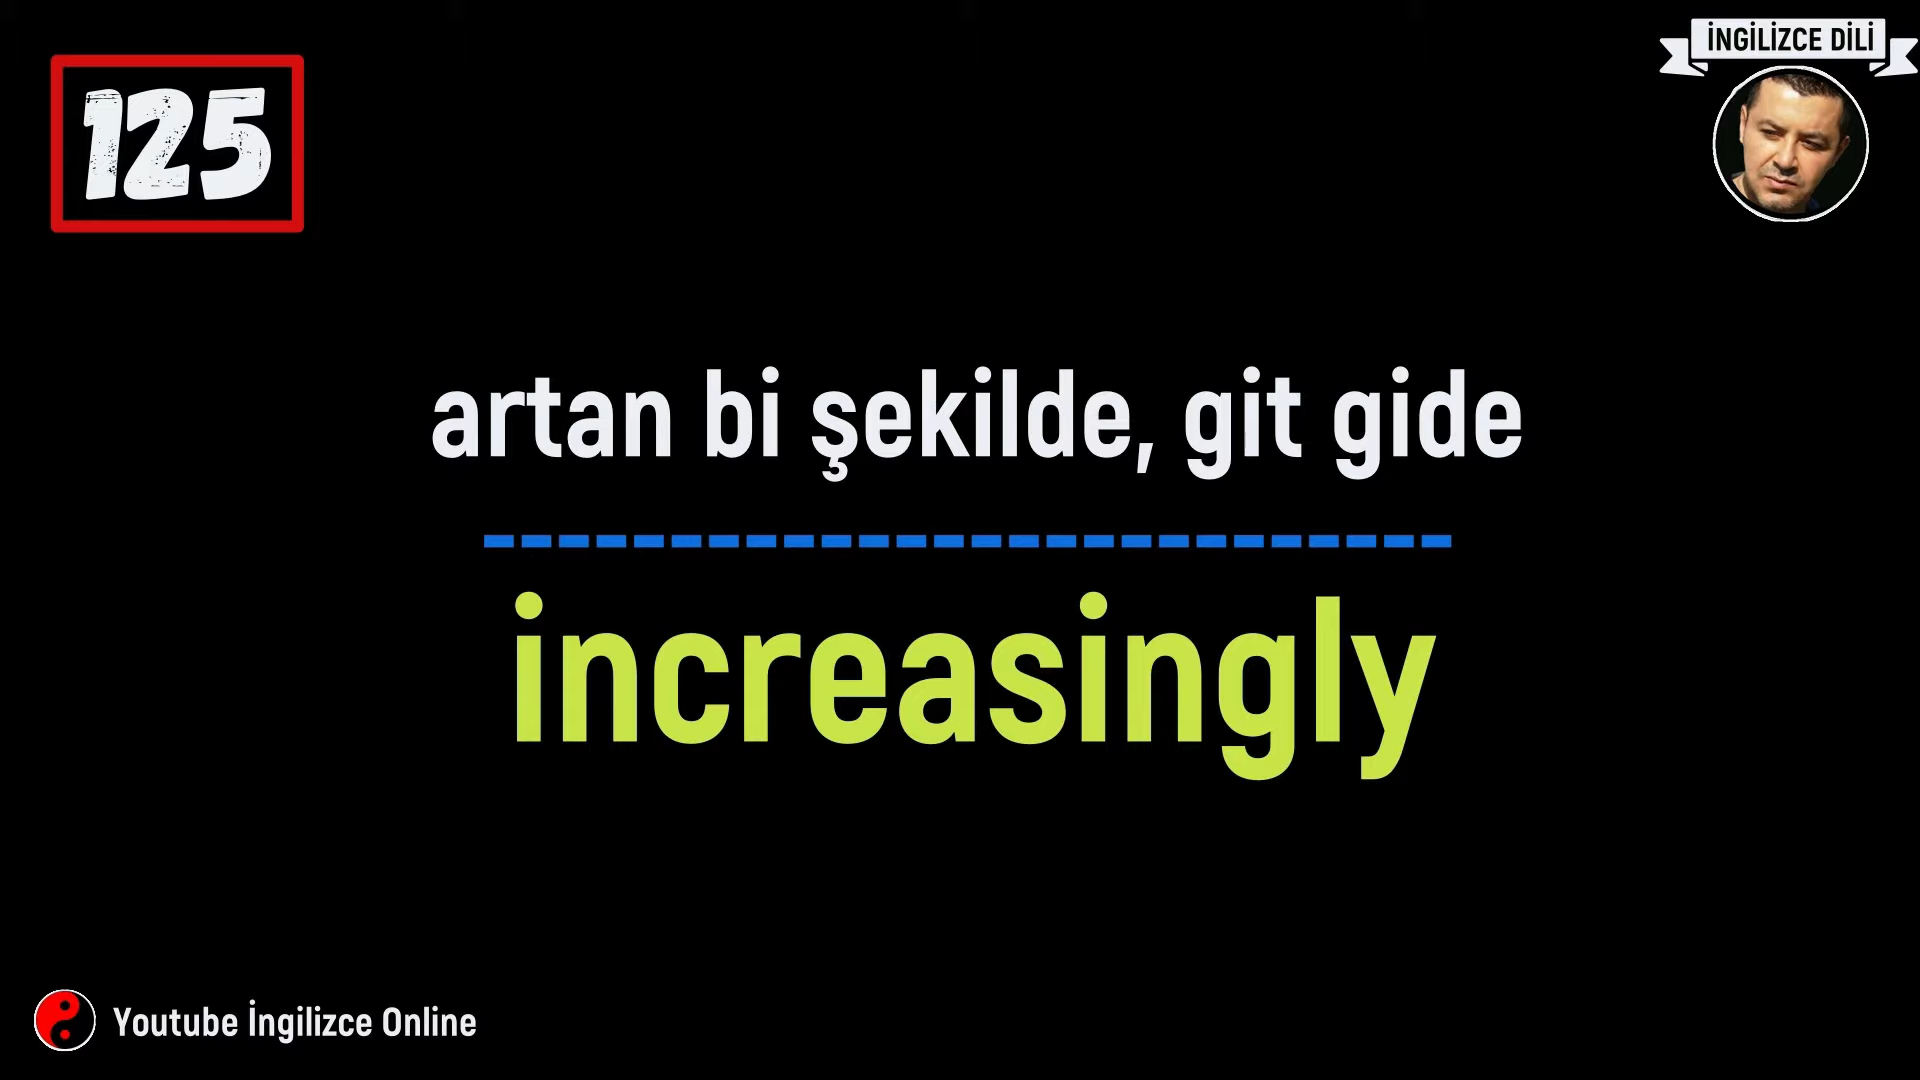 125
İNGİLİZCE DİLİ
artan bi şekilde, git gide
increasingly
Youtube İngilizce Online